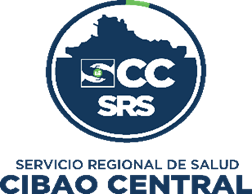 CC
SRS
SERVICIO REGIONAL DE SALUD
CIBAO CENTRAL